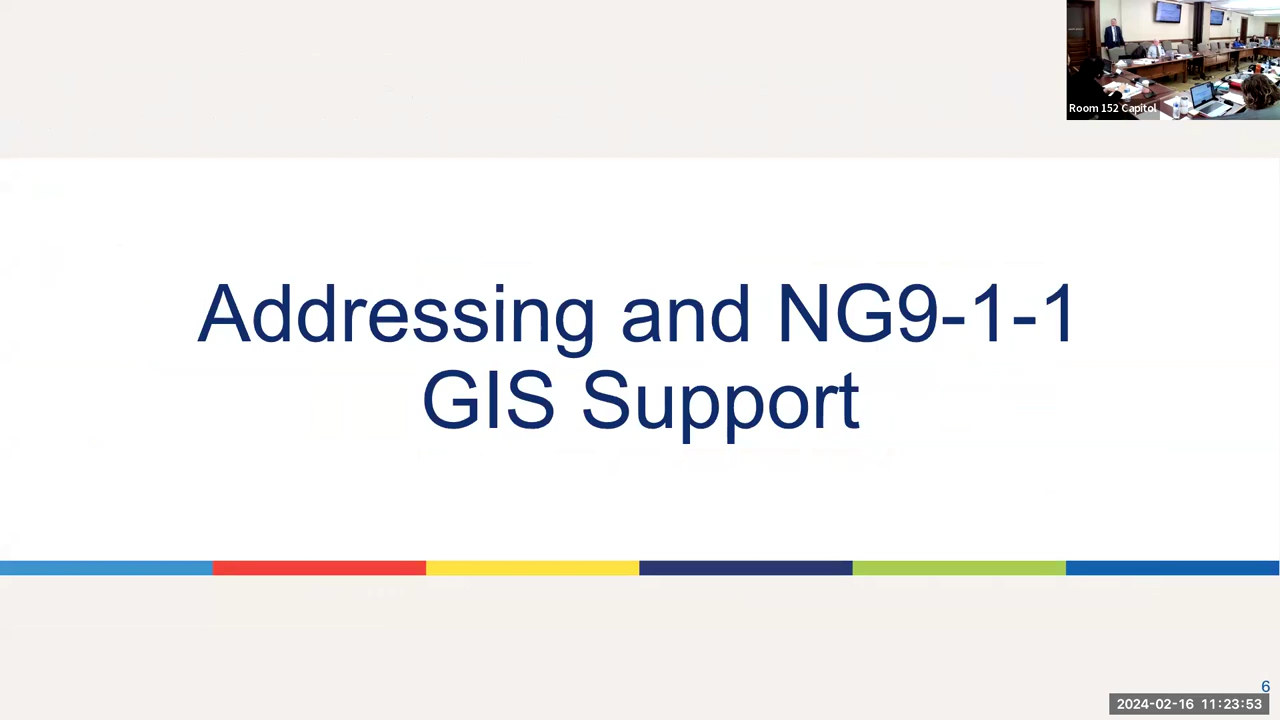 Room 152 Capitol
Addressing and NG9-1-1
GIS Support
6
2024-02-16 11:23:53